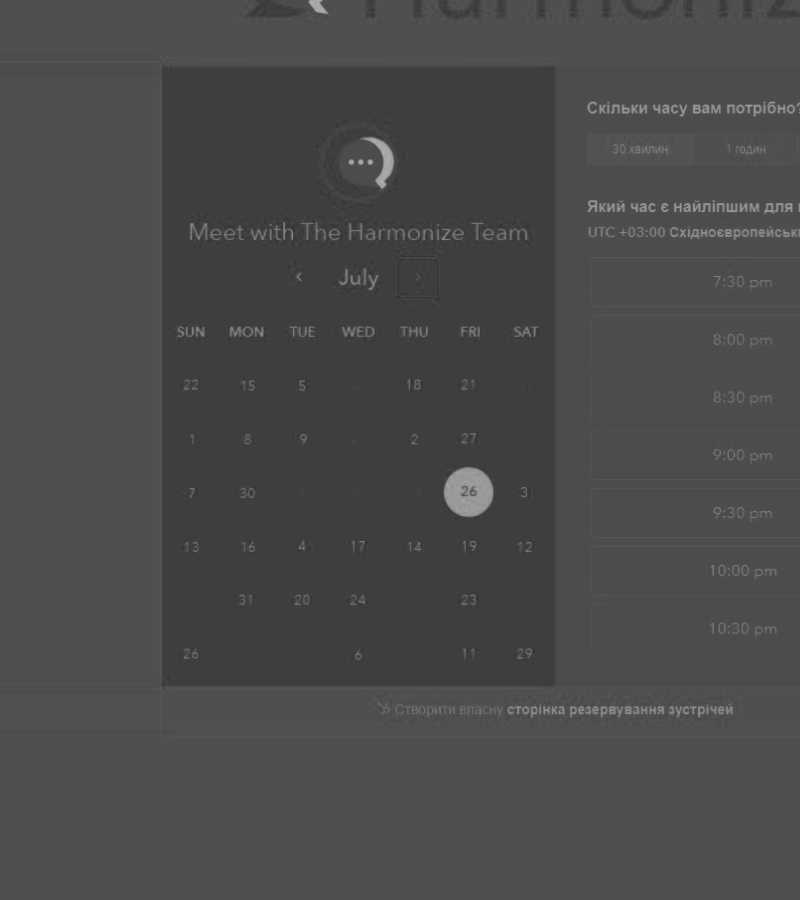 Harmoniz
Скільки часу вам потрібно?
30 хвилин 1 годин
Meet with The Harmonize Team
July
Який час є найліпшим для
UTC +03:00 Східноєвропейськ
SUN MON TUE WED THU FRI SAT
22 15 5 18 21
1 8 9 2 27
7 30 26 3
13 16 4 17 14 19 12
31 20 24 23
26 6 11 29
7:30 pm
8:00 pm
8:30 pm
9:00 pm
9:30 pm
10:00 pm
10:30 pm
Створити власну сторінка резервування зустрічей